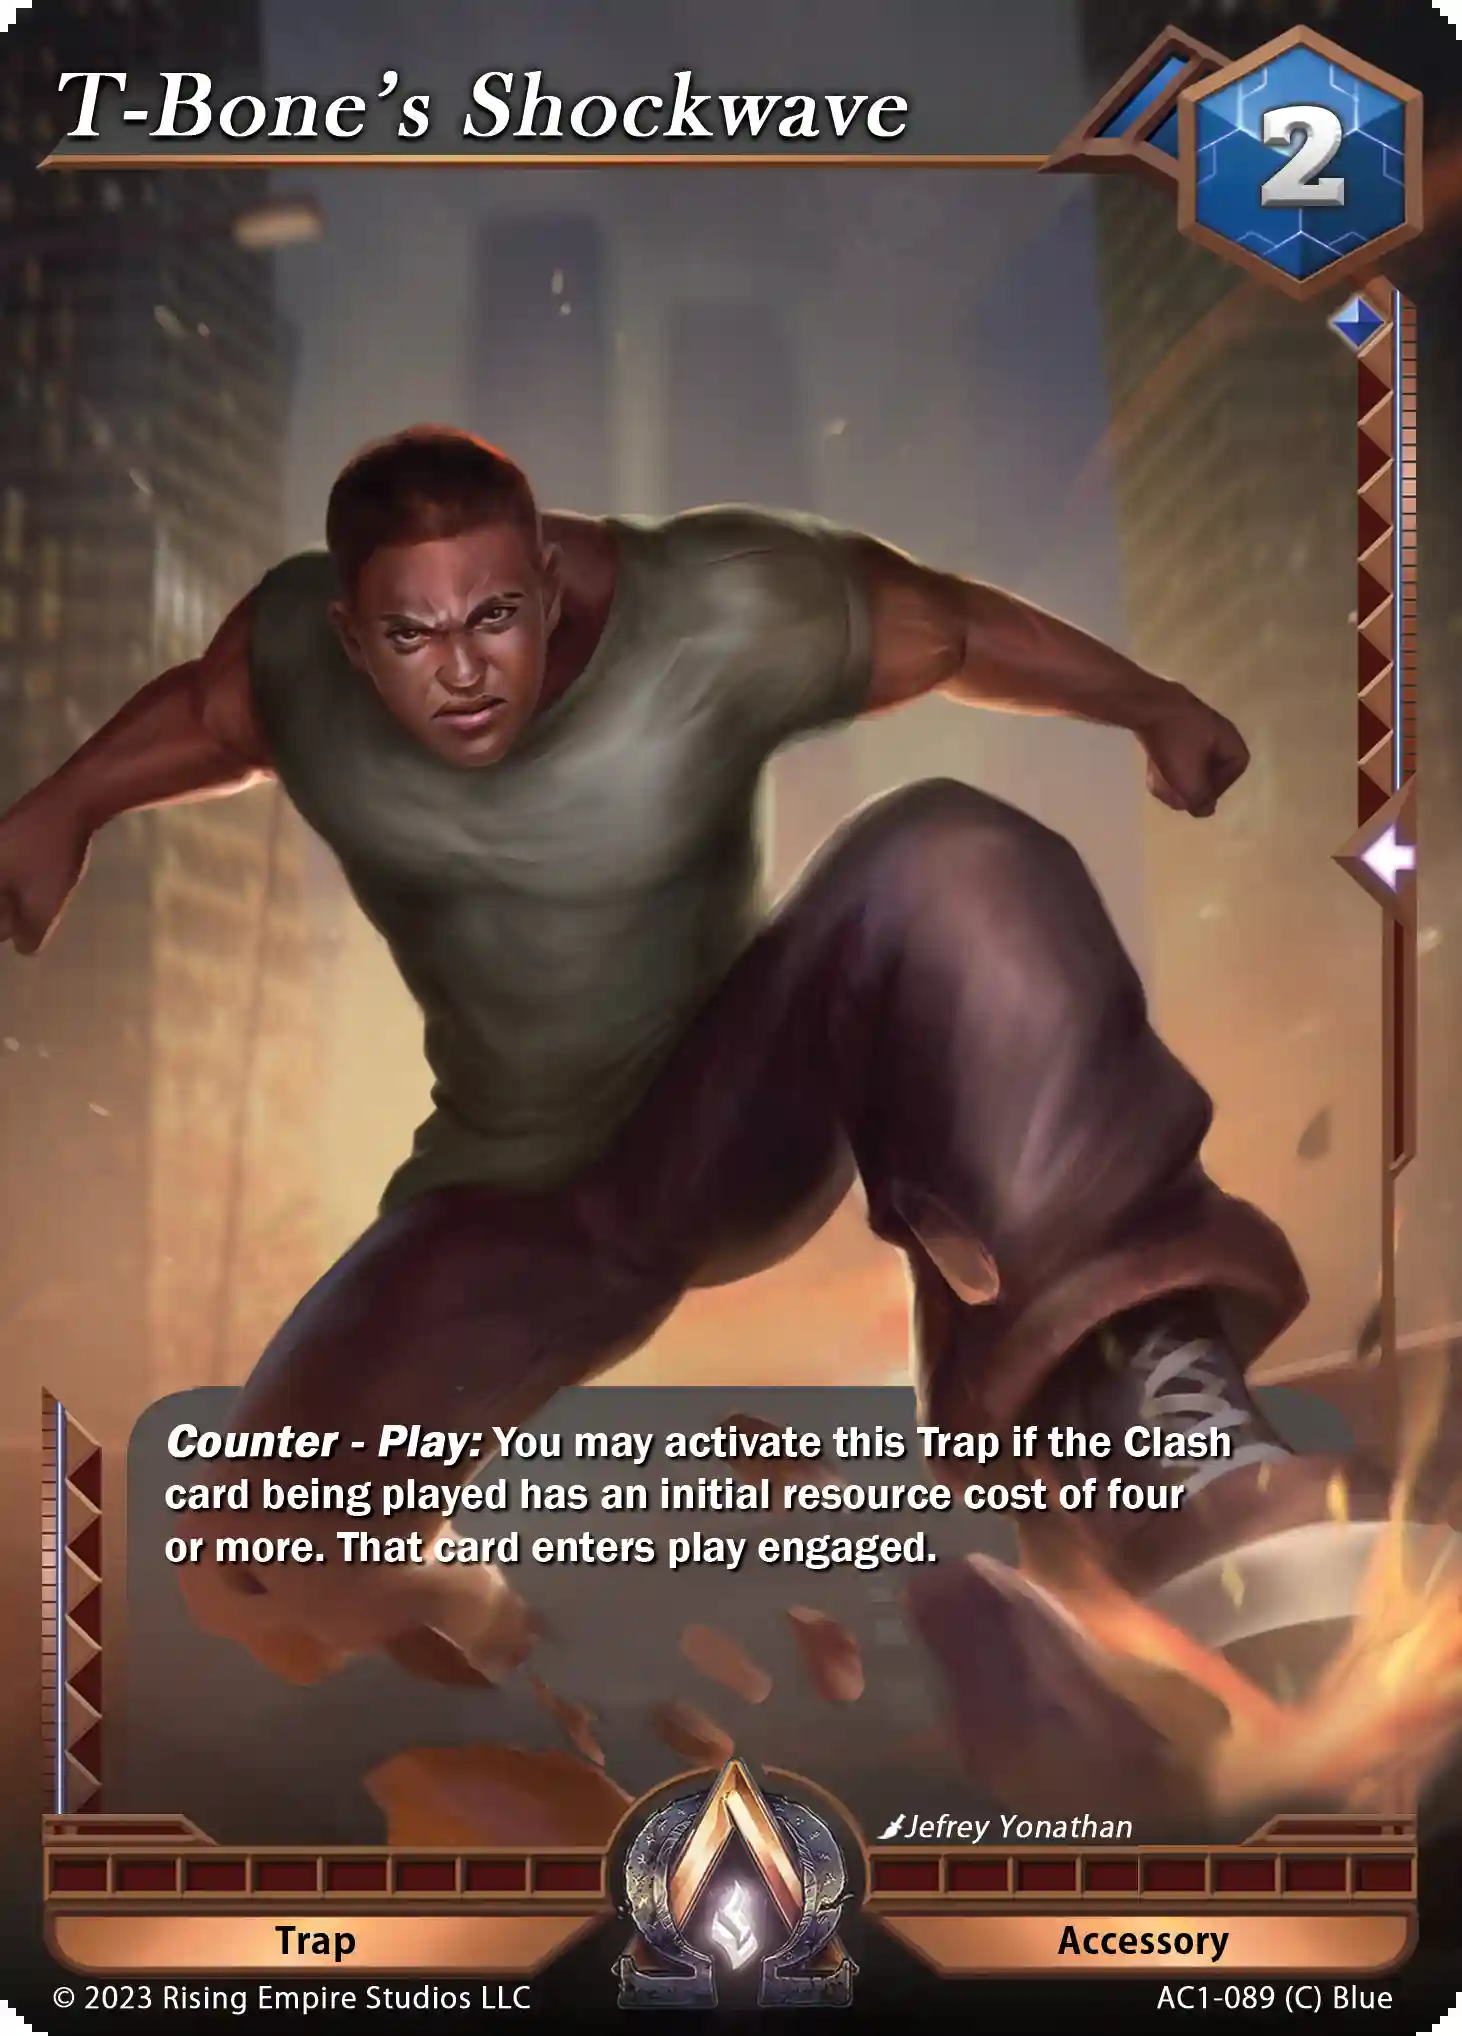 T-Bone's Shockwave
2
Counter - Play: You may activate this Trap if the Clash
card being played has an initial resource cost of four
or more. That card enters play engaged.
Jefrey Yonathan
Trap
Accessory
© 2023 Rising Empire Studios LLC
AC1-089 (C) Blue